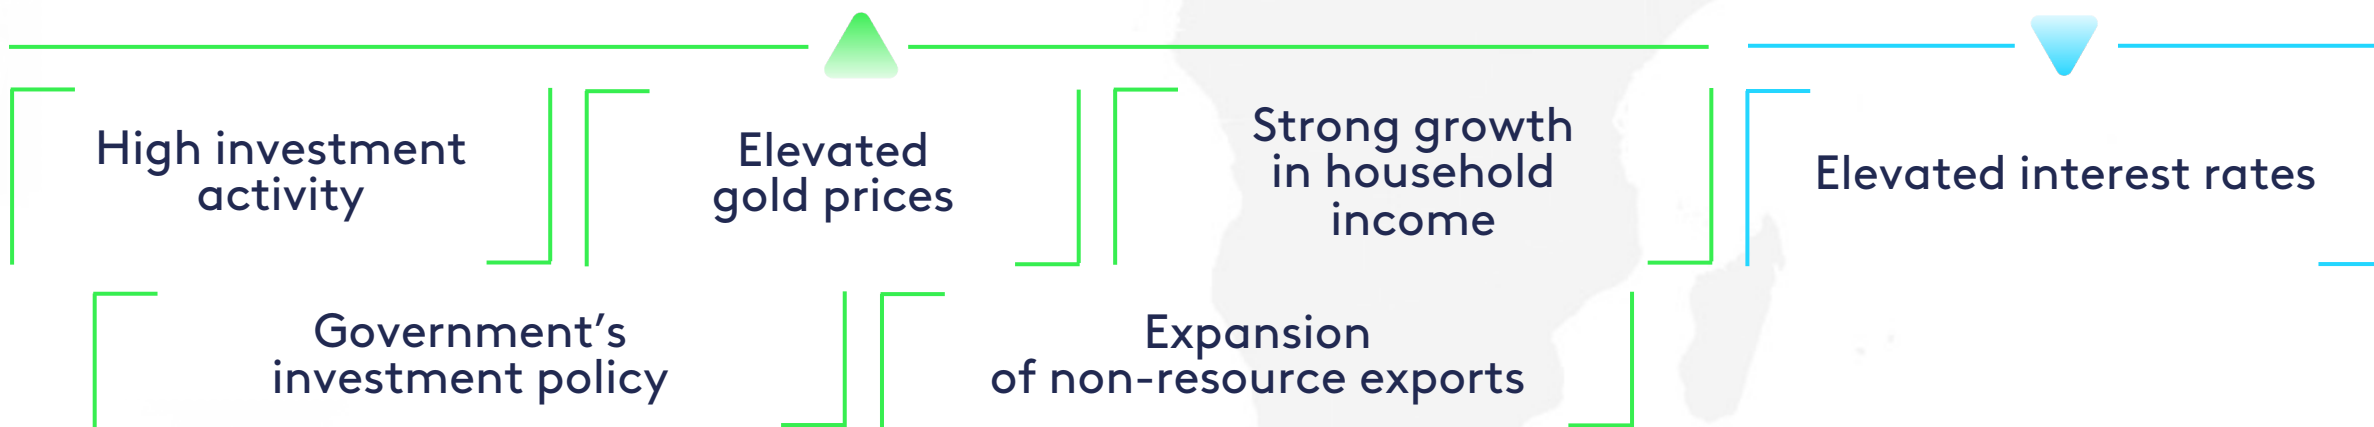 High investment
activity
Elevated
gold prices
Strong growth
in household
income
Elevated interest rates
Government’s
investment policy
Expansion
of non-resource exports